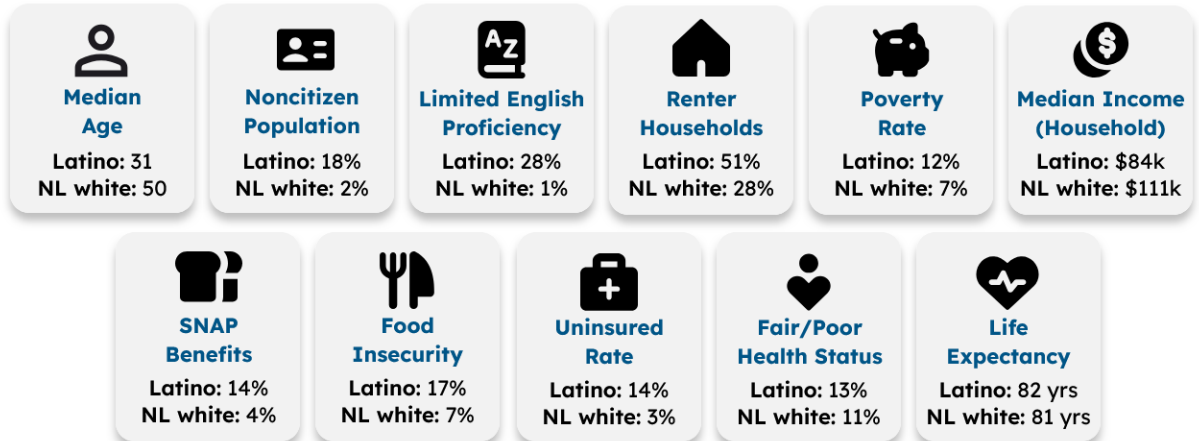 Median
Age
Latino: 31
NL white: 50
Noncitizen
Population
Latino: 18%
NL white: 2%
AZ
Limited English
Proficiency
Latino: 28%
NL white: 1%
Renter
Households
Latino: 51%
NL white: 28%
Poverty
Rate
Latino: 12%
NL white: 7%
$
Median Income
(Household)
Latino: $84k
NL white: $111k
SNAP
Benefits
Latino: 14%
NL white: 4%
Food
Insecurity
Latino: 17%
NL white: 7%
Uninsured
Rate
Latino: 14%
NL white: 3%
Fair/Poor
Health Status
Latino: 13%
NL white: 11%
Life
Expectancy
Latino: 82 yrs
NL white: 81 yrs